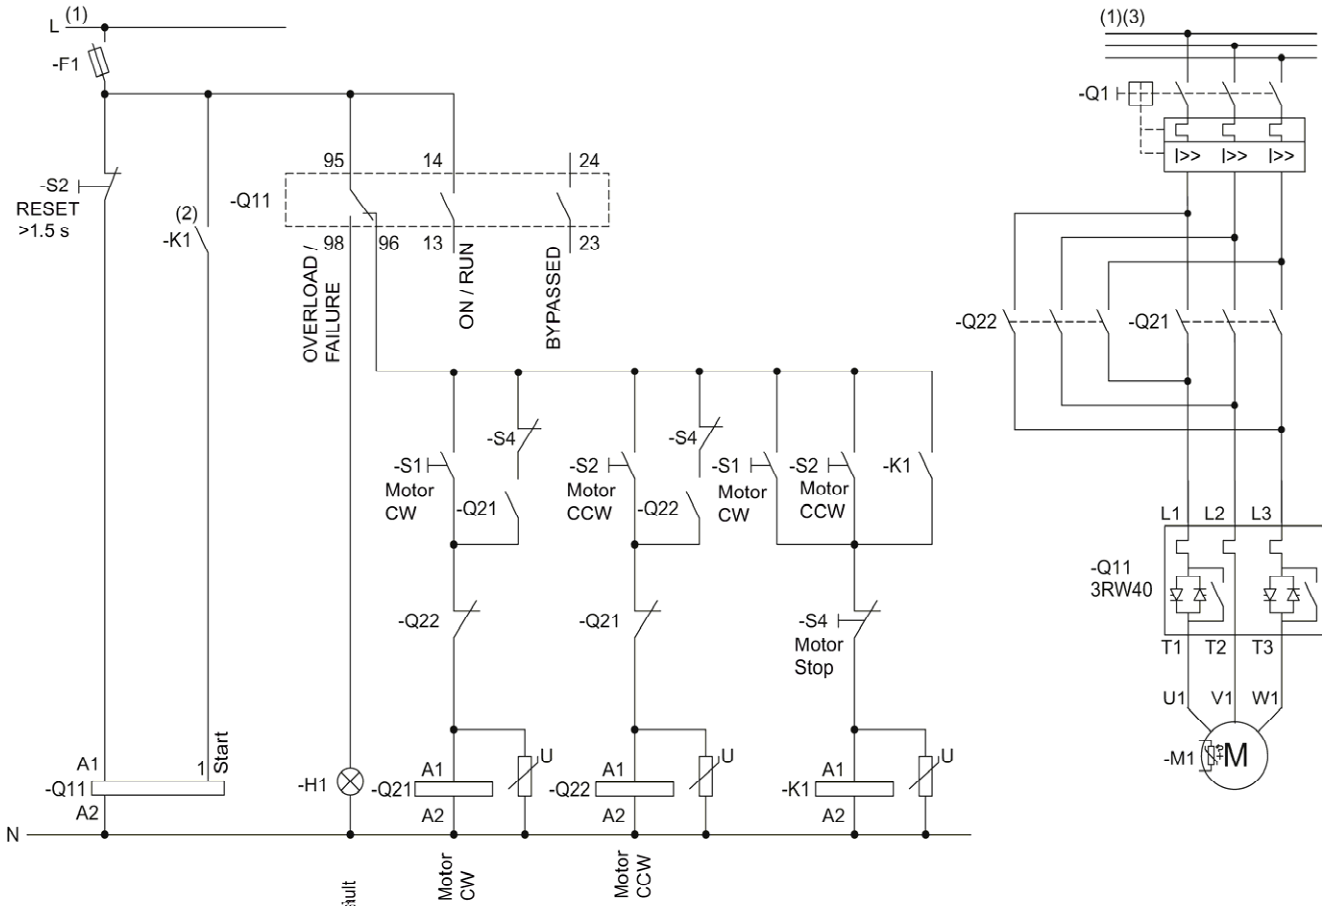 L (1)
-F1
-S2
RESET
>1.5 s
(2)
-K1
95
14
24
-Q11
98
96
13
23
OVERLOAD /
FAILURE
ON / RUN
BYPASSED
-S4
-S1
Motor
CW
-Q21
-S4
-S2
Motor
CCW
-Q22
-S1
Motor
CW
-S2
Motor
CCW
-K1
-Q22
-Q21
-S4
Motor
Stop
A1
1
Start
-Q11
A2
-H1
A1
-Q21
A2
U
A1
-Q22
A2
U
A1
-K1
A2
U
N
Motor
CW
Motor
CCW
(1)(3)
-Q1
I>> I>> I>>
-Q22
-Q21
L1 L2 L3
-Q11
3RW40
T1 T2 T3
U1 V1 W1
-M1
M